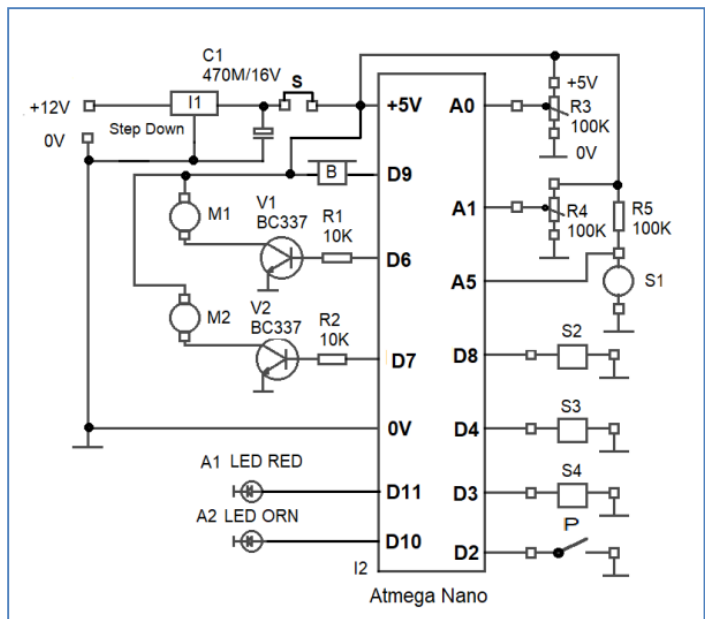 C1
470M/16V
S
+12V
I1
+5V
A0
+5V
R3
100K
0V
Step Down
0V
B
D9
M1
V1
BC337
R1
10K
A1
R4
100K
R5
100K
D6
A5
S1
M2
V2
BC337
R2
10K
D7
D8
S2
0V
D4
S3
A1 LED RED
D11
D3
S4
A2 LED ORN
D10
D2
P
I2
Atmega Nano